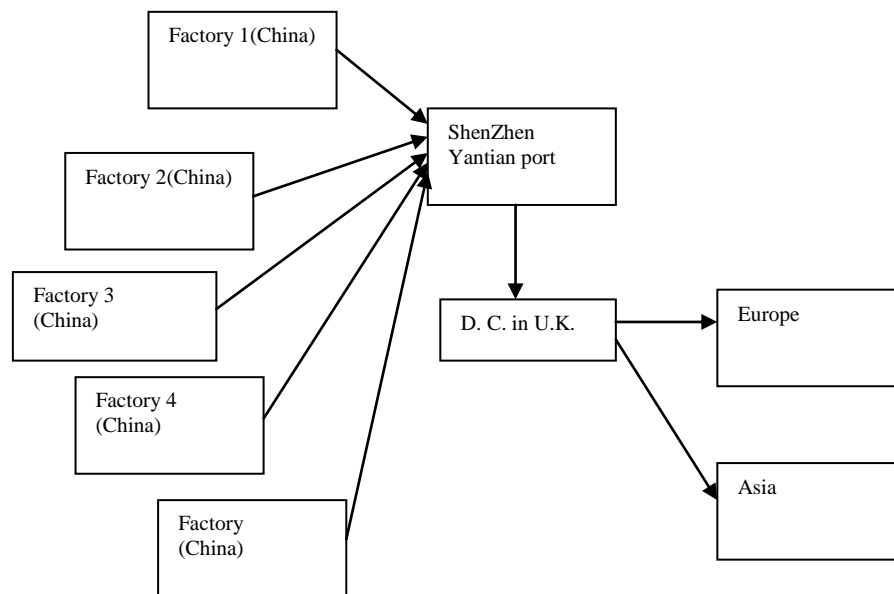 Factory 1(China)
ShenZhen
Yantian port
Factory 2(China)
Factory 3
(China)
D. C. in U.K.
Europe
Factory 4
(China)
Asia
Factory
(China)